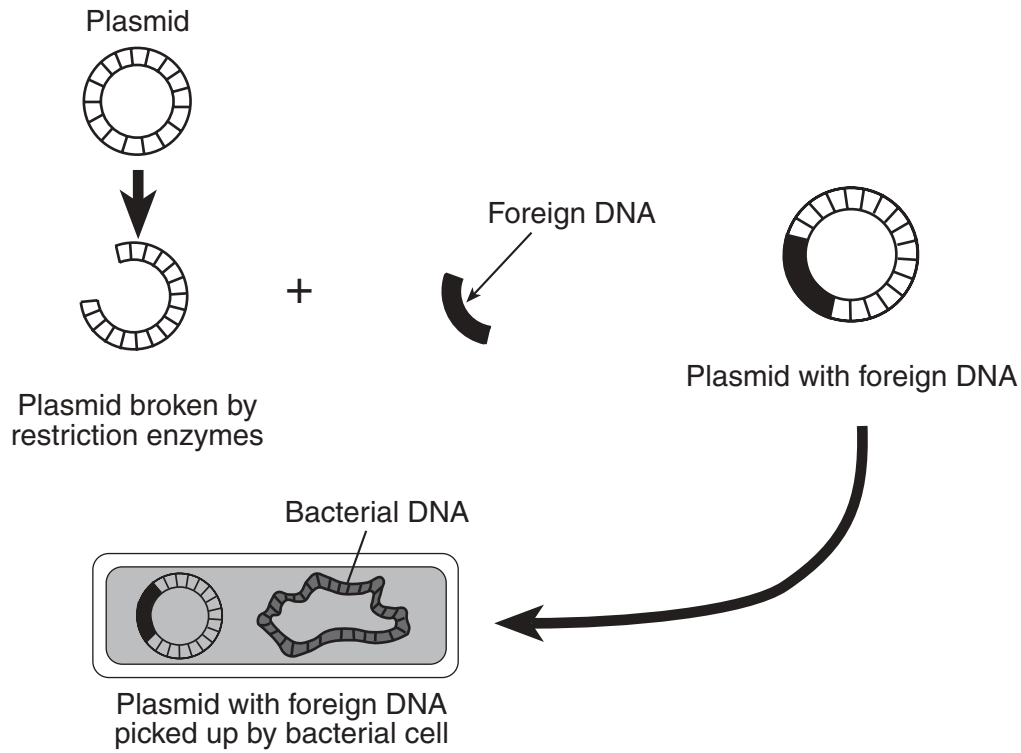 Plasmid
Foreign DNA
+
Plasmid with foreign DNA
Plasmid broken by
restriction enzymes
Bacterial DNA
Plasmid with foreign DNA
picked up by bacterial cell